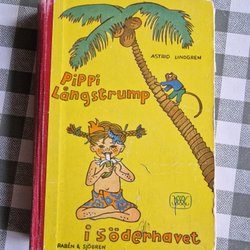 ASTRID LINDGREN
PiPPi
LÅNGSTRUMP
i SÖDERHAVET
RABÉN & SJÖGREN